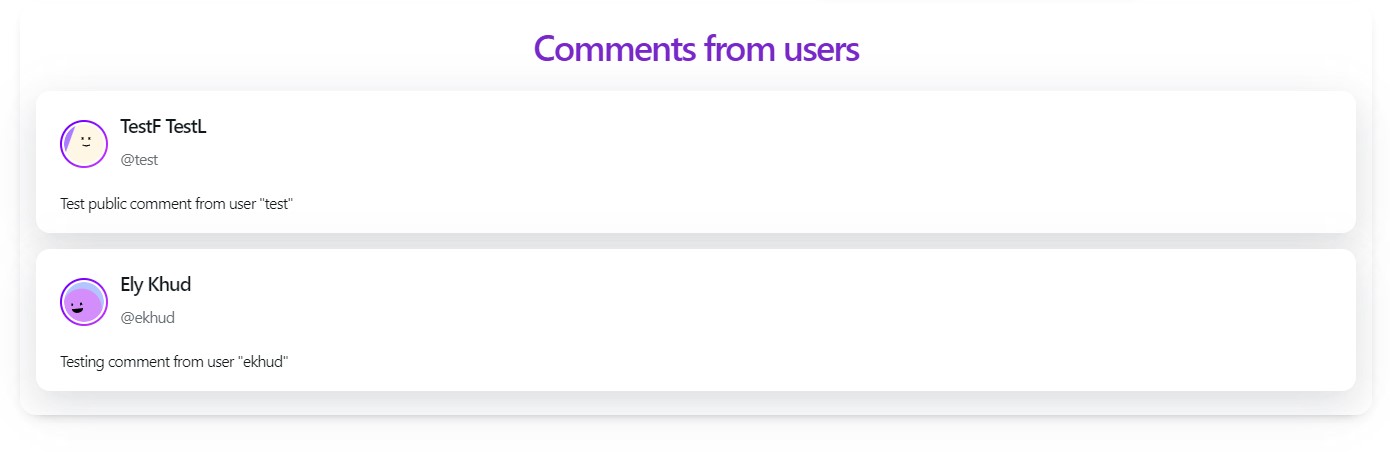 Comments from users
TestF TestL
@test
Test public comment from user "test"
Ely Khud
@ekhud
Testing comment from user "ekhud"